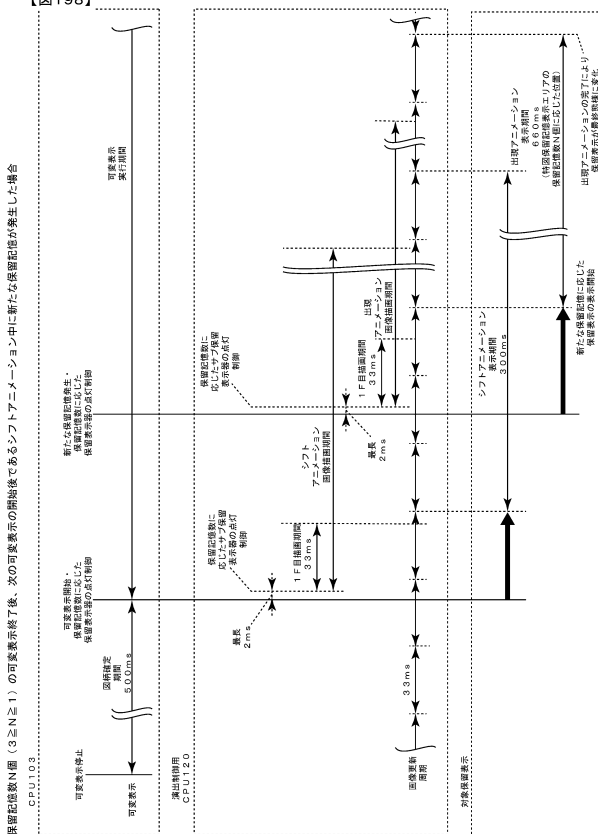 【図198】
保留記憶数N個（3≧N≧1）の可変表示終了後、次の可変表示の開始後であるシフトアニメーション中に新たな保留記憶が発生した場合
CPU103
可変表示停止
可変表示
図柄確定
期間
500ms
可変表示開始・
保留記憶数に応じた
保留表示器の点灯制御
新たな保留記憶発生・
保留記憶数に応じた
保留表示器の点灯制御
可変表示
実行期間
演出制御用
CPU120
最長
2ms
保留記憶数に
応じたサブ保留
表示器の点灯
制御
1F目描画期間
33ms
シフト
アニメーション
画像描画期間
最長
2ms
保留記憶数に
応じたサブ保留
表示器の点灯
制御
1F目描画期間
33ms
出現
アニメーション
画像描画期間
画像更新
周期
33ms
対象保留表示
シフトアニメーション
表示期間
300ms
新たな保留記憶に応じた
保留表示の表示開始
出現アニメーション
表示期間
660ms
（特図保留記憶表示エリアの
保留記憶数N個に応じた位置）
出現アニメーションの完了により
保留表示が最終態様に変化